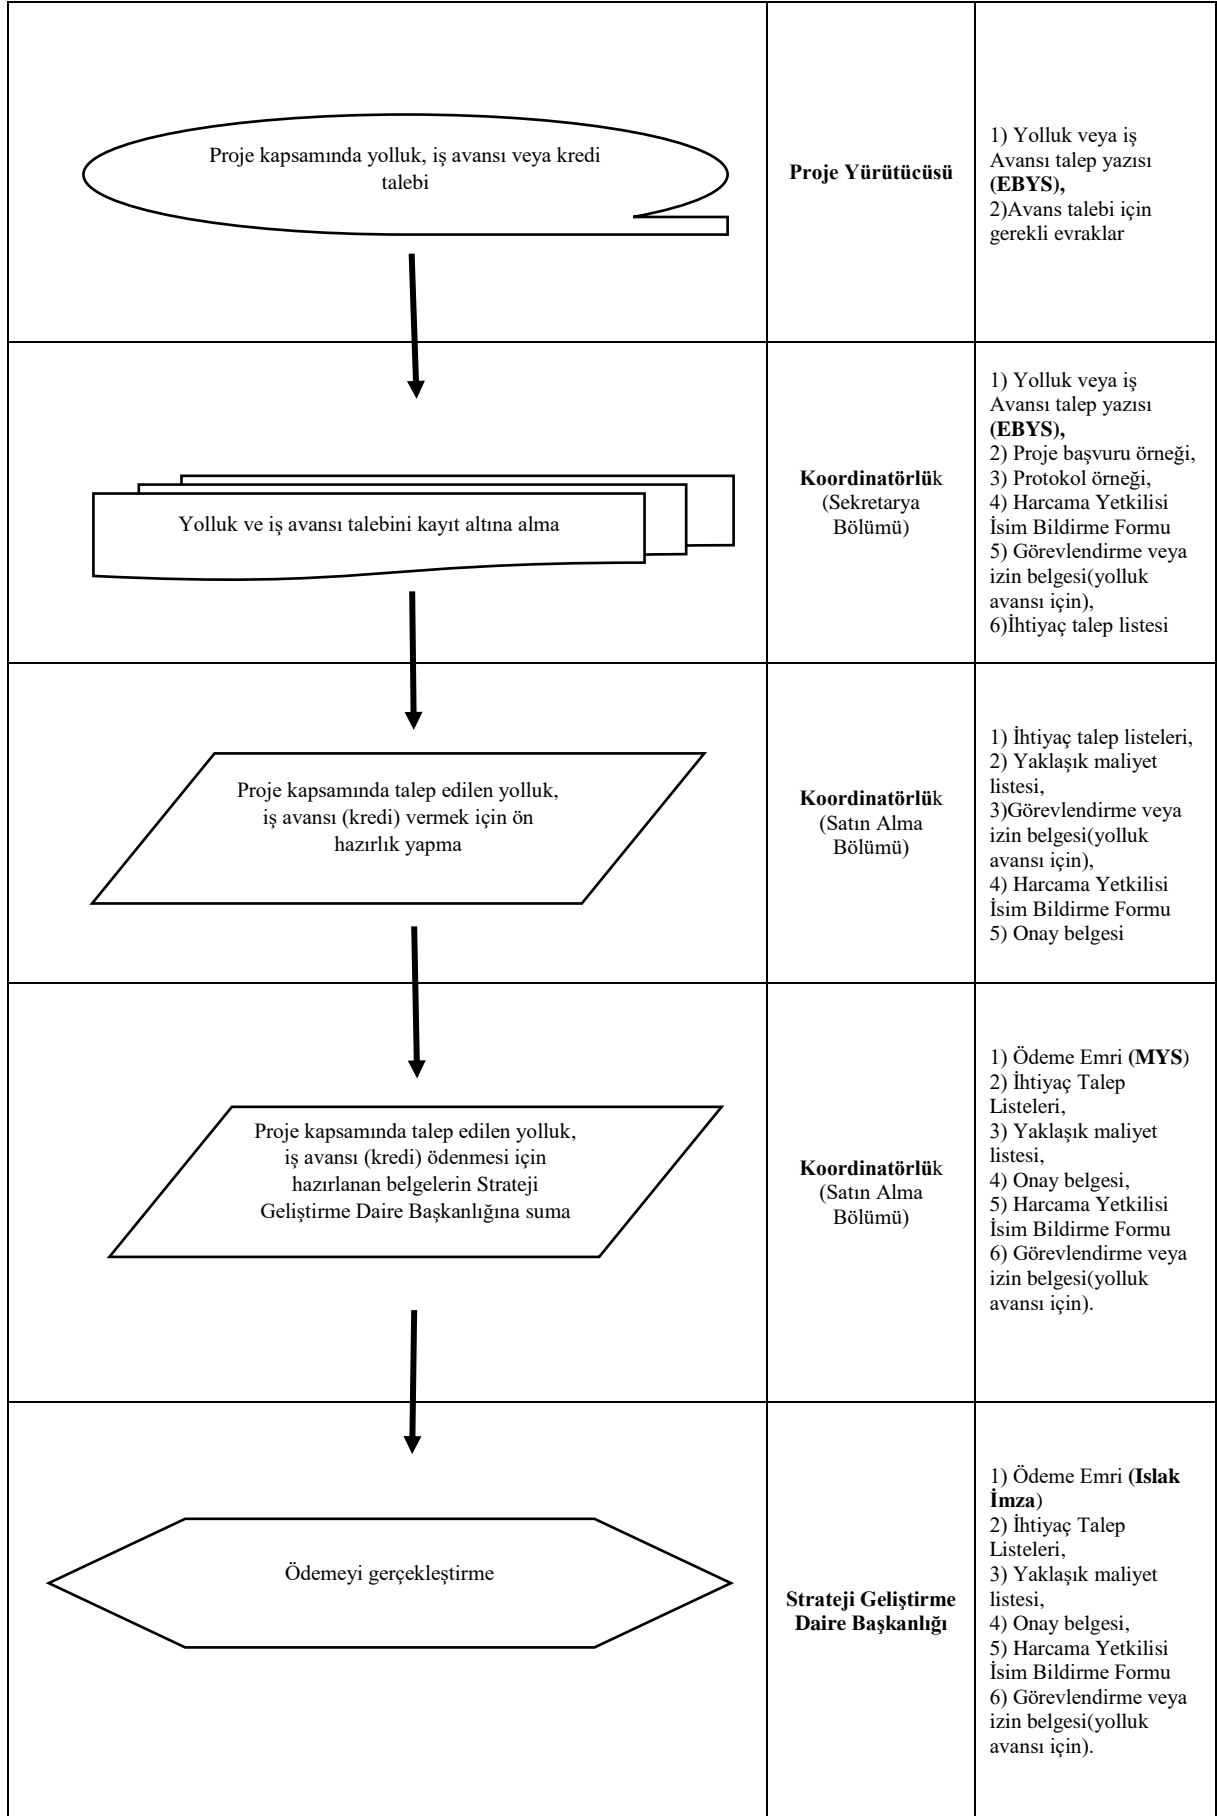 Proje kapsamında yolluk, iş avansı veya kredi
talebi
Proje Yürütücüsü
1) Yolluk veya iş
Avansı talep yazısı
(EBYS),
2)Avans talebi için
gerekli evraklar
Yolluk ve iş avansı talebini kayıt altına alma
Koordinatörlük
(Sekretarya
Bölümü)
1) Yolluk veya iş
Avansı talep yazısı
(EBYS),
2) Proje başvuru örneği,
3) Protokol örneği,
4) Harcama Yetkilisi
İsim Bildirme Formu
5) Görevlendirme veya
izin belgesi(yolluk
avansı için),
6)İhtiyaç talep listesi
Proje kapsamında talep edilen yolluk,
iş avansı (kredi) vermek için ön
hazırlık yapma
Koordinatörlük
(Satın Alma
Bölümü)
1) İhtiyaç talep listeleri,
2) Yaklaşık maliyet
listesi,
3)Görevlendirme veya
izin belgesi(yolluk
avansı için),
4) Harcama Yetkilisi
İsim Bildirme Formu
5) Onay belgesi
Proje kapsamında talep edilen yolluk,
iş avansı (kredi) ödenmesi için
hazırlanan belgelerin Strateji
Geliştirme Daire Başkanlığına suma
Koordinatörlük
(Satın Alma
Bölümü)
1) Ödeme Emri (MYS)
2) İhtiyaç Talep
Listeleri,
3) Yaklaşık maliyet
listesi,
4) Onay belgesi,
5) Harcama Yetkilisi
İsim Bildirme Formu
6) Görevlendirme veya
izin belgesi(yolluk
avansı için).
Ödemeyi gerçekleştirme
Strateji Geliştirme
Daire Başkanlığı
1) Ödeme Emri (Islak
İmza)
2) İhtiyaç Talep
Listeleri,
3) Yaklaşık maliyet
listesi,
4) Onay belgesi,
5) Harcama Yetkilisi
İsim Bildirme Formu
6) Görevlendirme veya
izin belgesi(yolluk
avansı için).